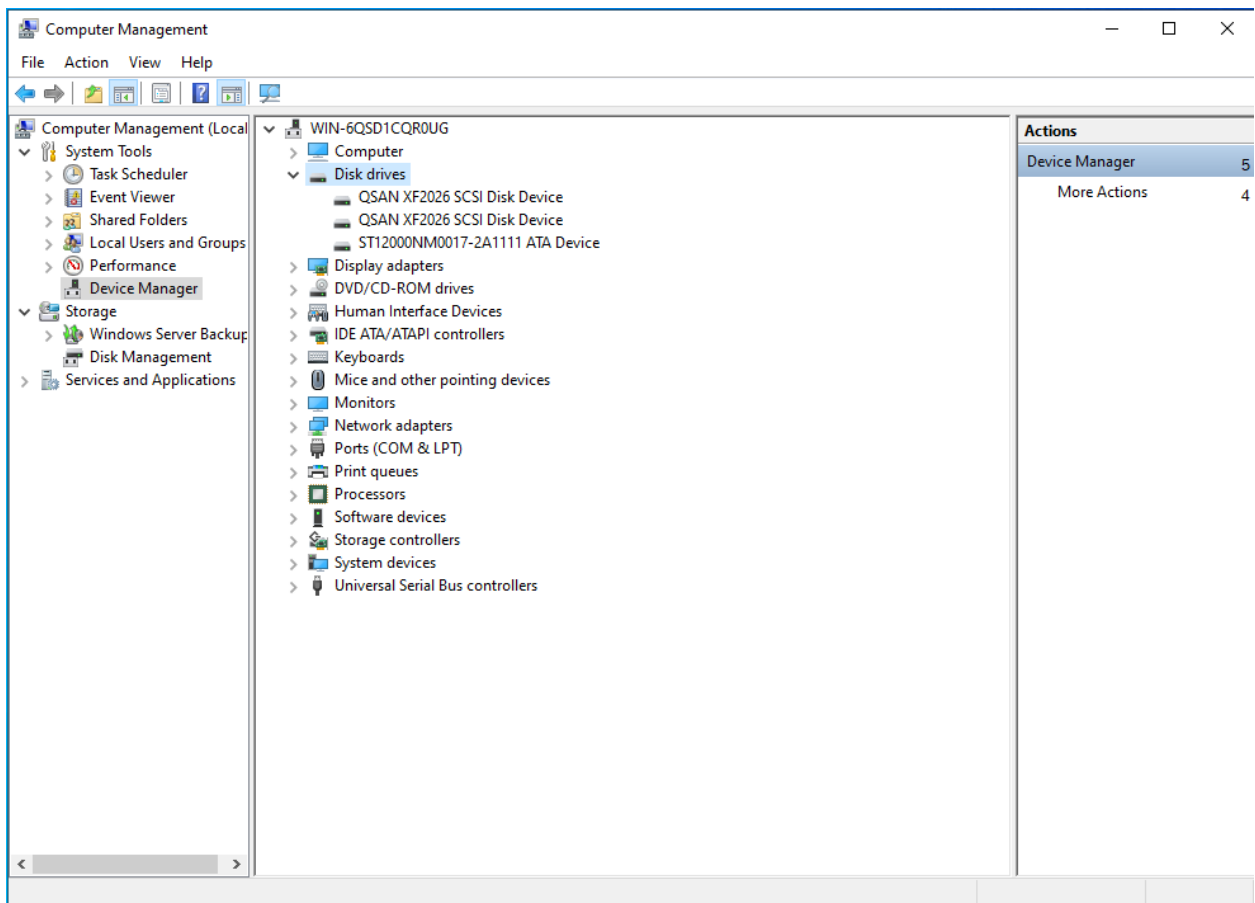 Computer Management
File Action View Help
Computer Management (Local
System Tools
Task Scheduler
Event Viewer
Shared Folders
Local Users and Groups
Performance
Device Manager
Storage
Windows Server Backup
Disk Management
Services and Applications
WIN-6QSD1CQR0UG
Computer
Disk drives
QSAN XF2026 SCSI Disk Device
QSAN XF2026 SCSI Disk Device
ST12000NM0017-2A1111 ATA Device
Display adapters
DVD/CD-ROM drives
Human Interface Devices
IDE ATA/ATAPI controllers
Keyboards
Mice and other pointing devices
Monitors
Network adapters
Ports (COM & LPT)
Print queues
Processors
Software devices
Storage controllers
System devices
Universal Serial Bus controllers
Actions
Device Manager 5
More Actions 4